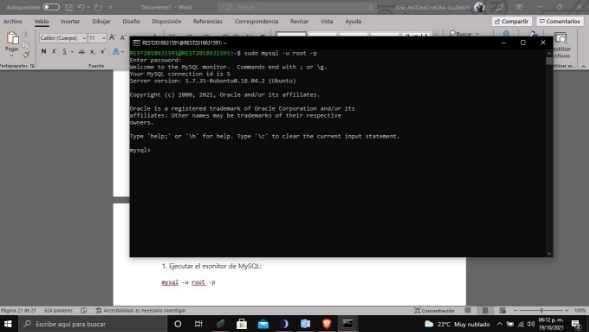 Autoguardado
Documento1 - Word
Buscar
JOSE ANTONIO MORA GUZMAN
Archivo Inicio Insertar Dibujar Diseño Disposición Referencias Correspondencia Revisar Vista Ayuda
Compartir Comentarios
Calibri (Cuerpo) 11
Pegar
N K S
Portapapeles Fuente
REST2018631591@REST2018631591: ~
REST2018631591@REST2018631591:~$ sudo mysql -u root -p
Enter password:
Welcome to the MySQL monitor. Commands end with ; or \g.
Your MySQL connection id is 5
Server version: 5.7.35-0ubuntu0.18.04.2 (Ubuntu)
Copyright (c) 2000, 2021, Oracle and/or its affiliates.
Oracle is a registered trademark of Oracle Corporation and/or its
affiliates. Other names may be trademarks of their respective
owners.
Type 'help;' or '\h' for help. Type '\c' to clear the current input statement.
mysql>
1. Ejecutar el monitor de MySQL:
mysql -u root -p
Página 21 de 21 624 palabras Accesibilidad: es necesario investigar
Concentración 100%
Escribe aquí para buscar
23°C Muy nublado
09:12 p. m.
19/10/2021